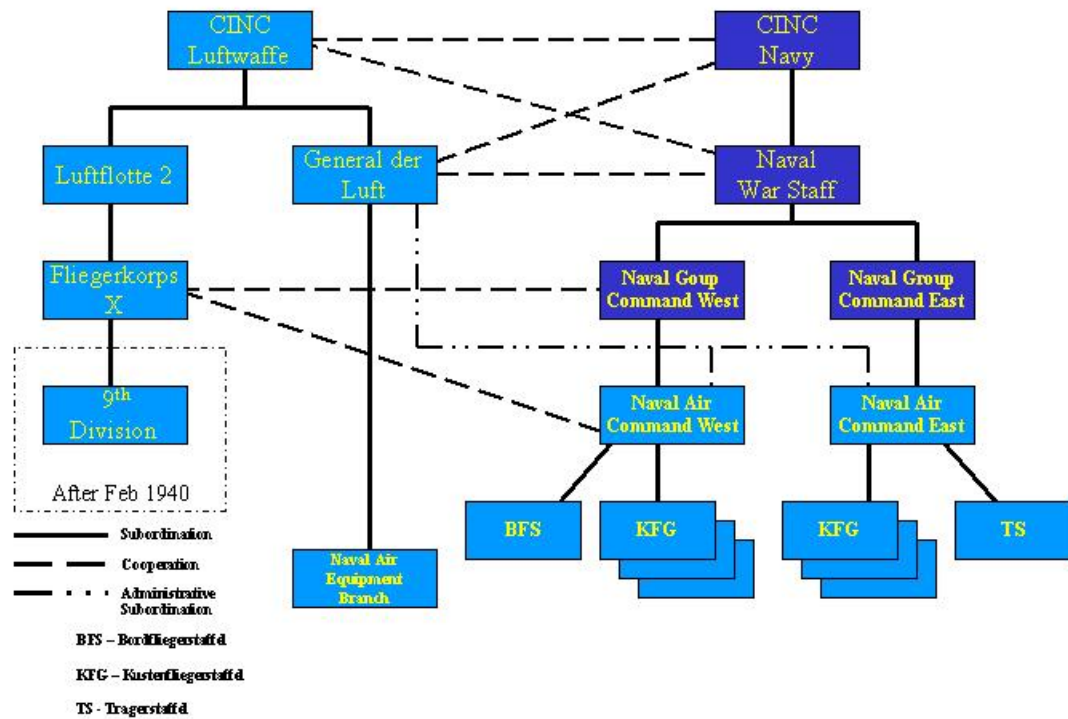 CINC
Luftwaffe
CINC
Navy
Luftflotte 2
General der
Luft
Naval
War Staff
Fliegerkorps
X
Naval Goup
Command West
Naval Group
Command East
9th
Division
After Feb 1940
Naval Air
Command West
Naval Air
Command East
BFS
KFG
KFG
TS
Naval Air
Equipment
Branch
Subordination
Cooperation
Administrative
Subordination
BFS – Bordfliegerstaffel
KFG – Kustenfliegerstaffel
TS - Tragerstaffel